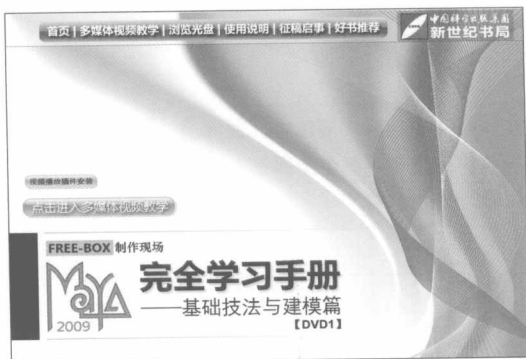 首页 | 多媒体视频教学 | 浏览光盘 | 使用说明 | 征稿启事 | 好书推荐
中国科学出版集团
新世纪书局
视频播放插件安装
点击进入多媒体视频教学
FREE-BOX 制作现场
MAYA
2009
完全学习手册
——基础技法与建模篇
【DVD1】